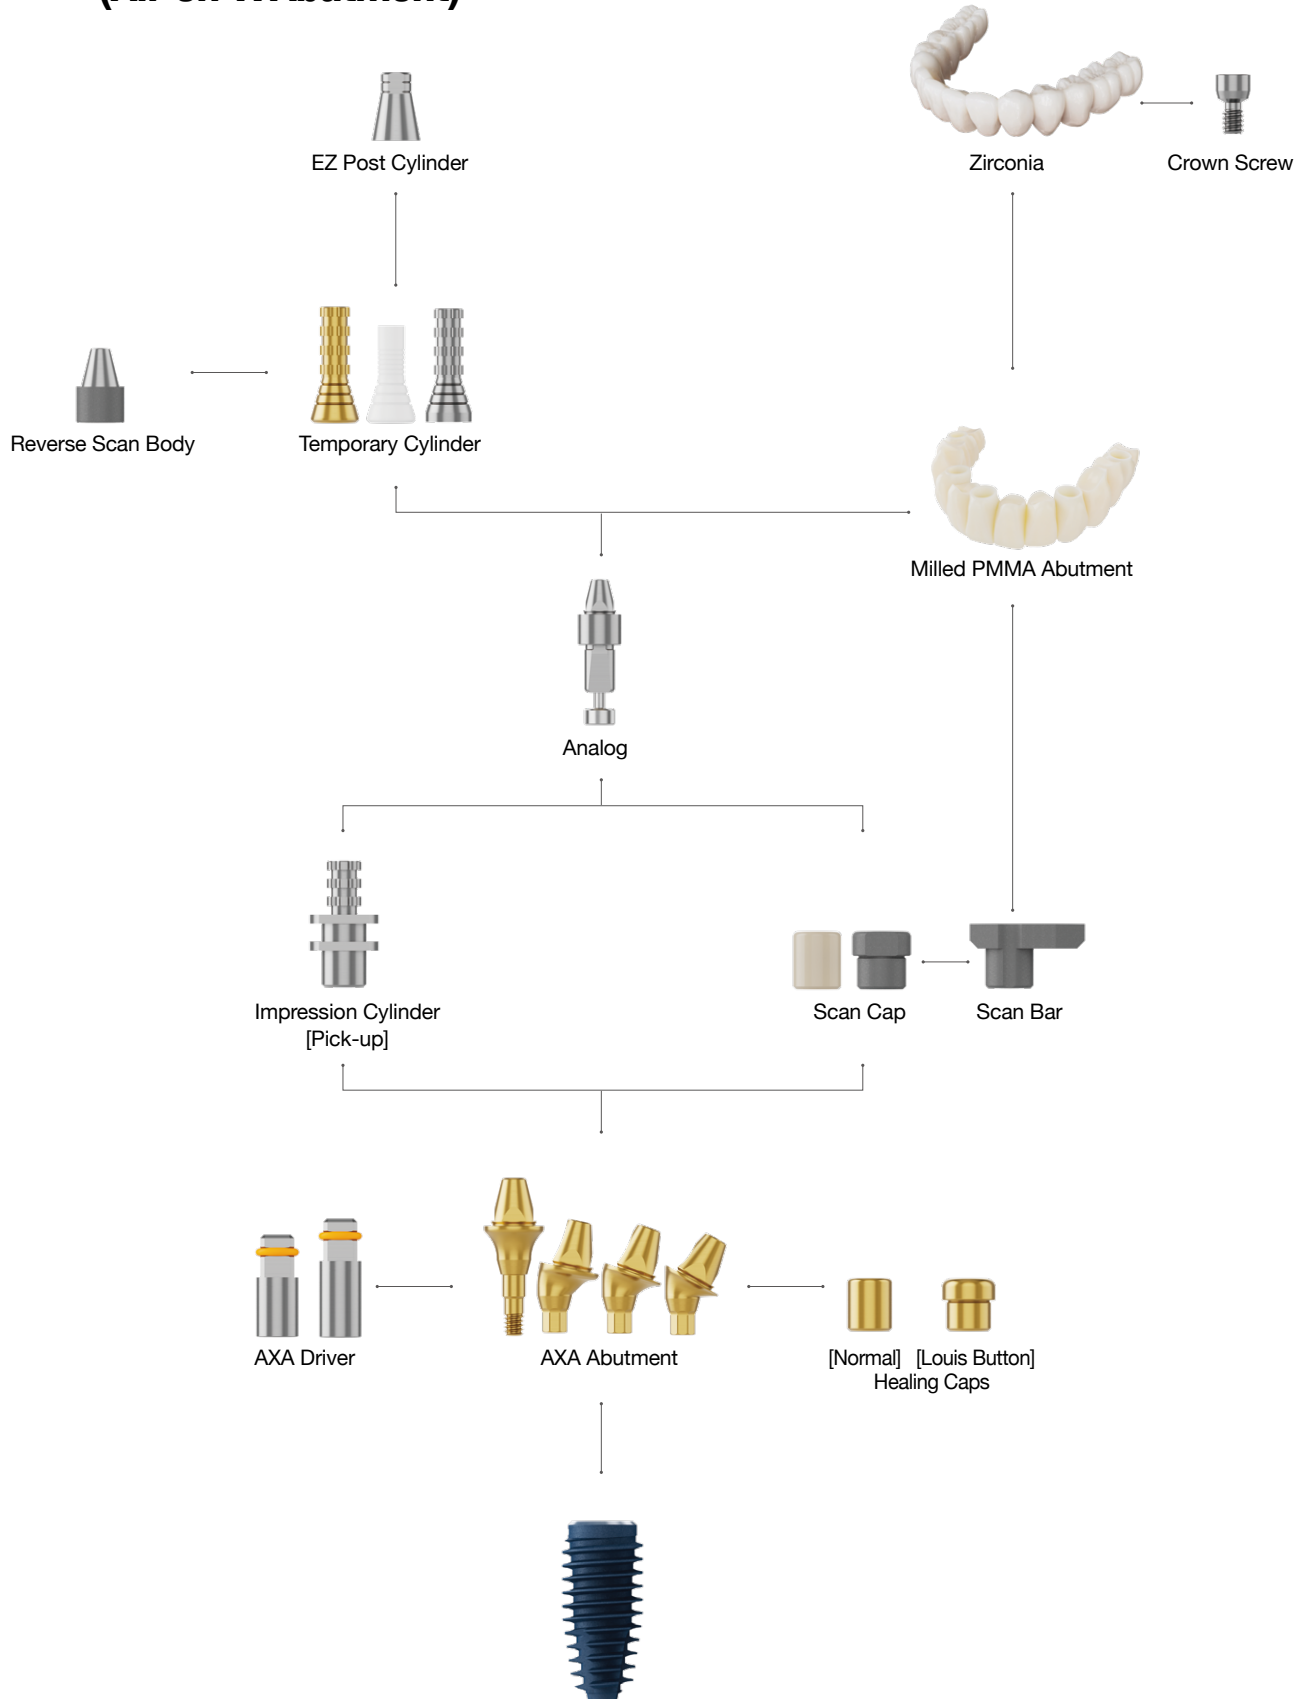 EZ Post Cylinder
Zirconia
Crown Screw
Reverse Scan Body
Temporary Cylinder
Milled PMMA Abutment
Analog
Impression Cylinder
[Pick-up]
Scan Cap
Scan Bar
AXA Driver
AXA Abutment
[Normal] [Louis Button]
Healing Caps